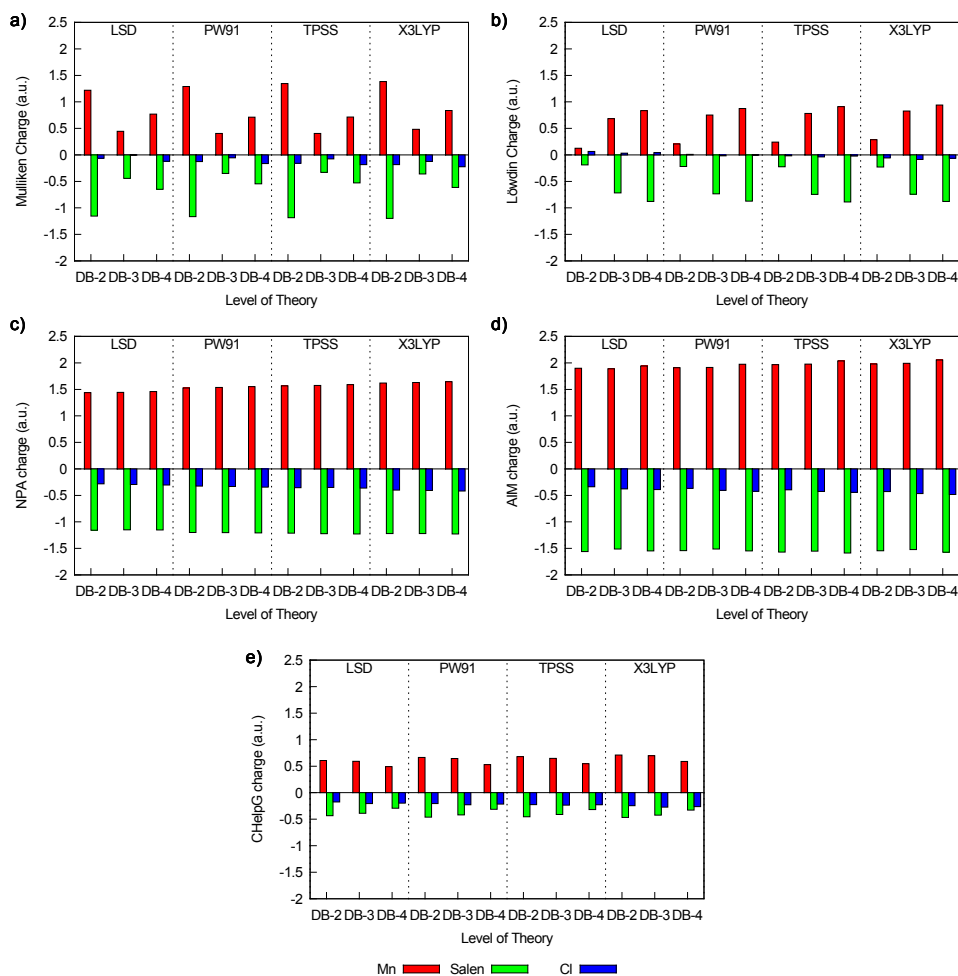 a)
LSD PW91 TPSS X3LYP
2.5
2
1.5
1
0.5
0
-0.5
-1
-1.5
-2
Mulliken Charge (a.u.)
DB-2 DB-3 DB-4 DB-2 DB-3 DB-4 DB-2 DB-3 DB-4 DB-2 DB-3 DB-4
Level of Theory
b)
LSD PW91 TPSS X3LYP
2.5
2
1.5
1
0.5
0
-0.5
-1
-1.5
-2
Löwdin Charge (a.u.)
DB-2 DB-3 DB-4 DB-2 DB-3 DB-4 DB-2 DB-3 DB-4 DB-2 DB-3 DB-4
Level of Theory
c)
LSD PW91 TPSS X3LYP
2.5
2
1.5
1
0.5
0
-0.5
-1
-1.5
-2
NPA charge (a.u.)
DB-2 DB-3 DB-4 DB-2 DB-3 DB-4 DB-2 DB-3 DB-4 DB-2 DB-3 DB-4
Level of Theory
d)
LSD PW91 TPSS X3LYP
2.5
2
1.5
1
0.5
0
-0.5
-1
-1.5
-2
AIM charge (a.u.)
DB-2 DB-3 DB-4 DB-2 DB-3 DB-4 DB-2 DB-3 DB-4 DB-2 DB-3 DB-4
Level of Theory
e)
LSD PW91 TPSS X3LYP
2.5
2
1.5
1
0.5
0
-0.5
-1
-1.5
-2
CHelpG charge (a.u.)
DB-2 DB-3 DB-4 DB-2 DB-3 DB-4 DB-2 DB-3 DB-4 DB-2 DB-3 DB-4
Level of Theory
Mn Salen Cl